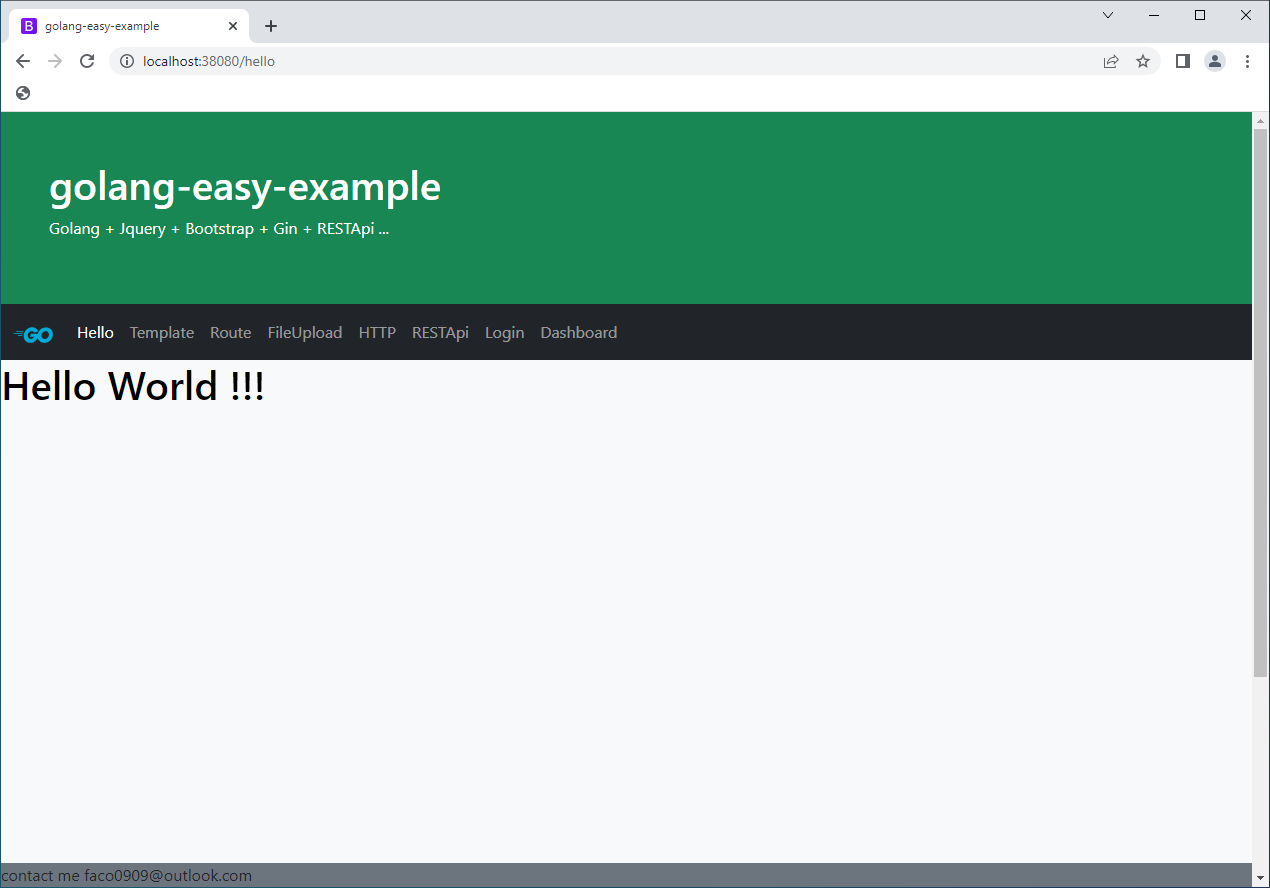 golang-easy-example
localhost:38080/hello
golang-easy-example
Golang + Jquery + Bootstrap + Gin + RESTApi ...
GO Hello Template Route FileUpload HTTP RESTApi Login Dashboard
Hello World !!!
contact me faco0909@outlook.com